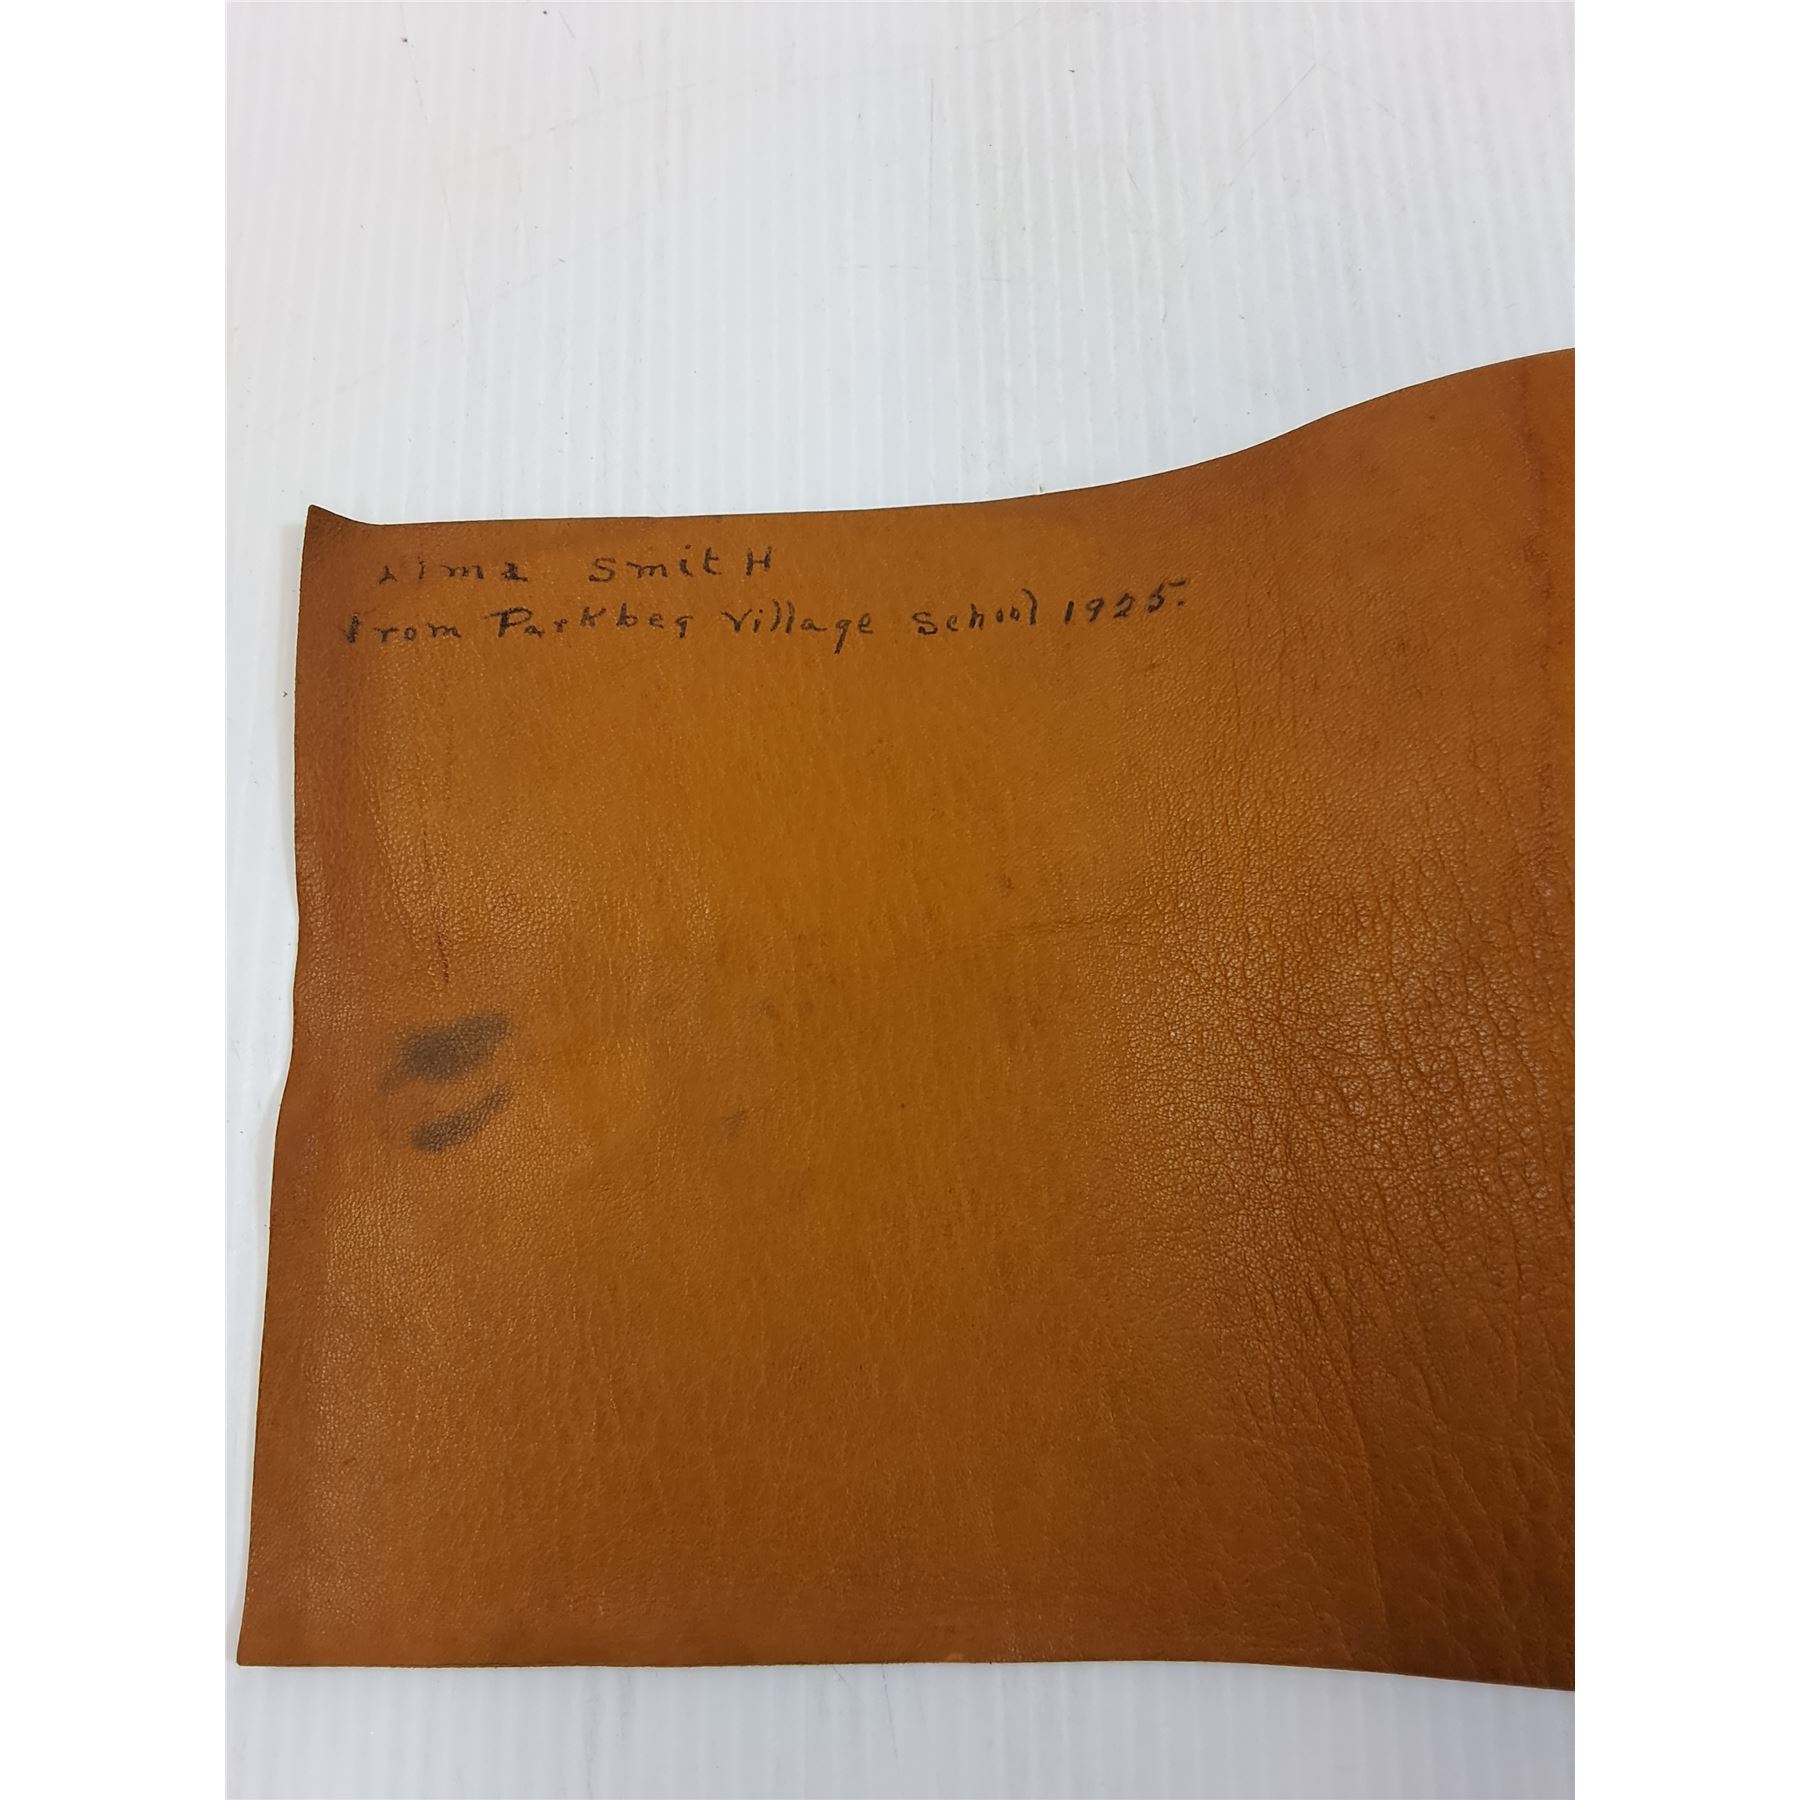 Alma SmitH
from Parkbeg Village School 1925.